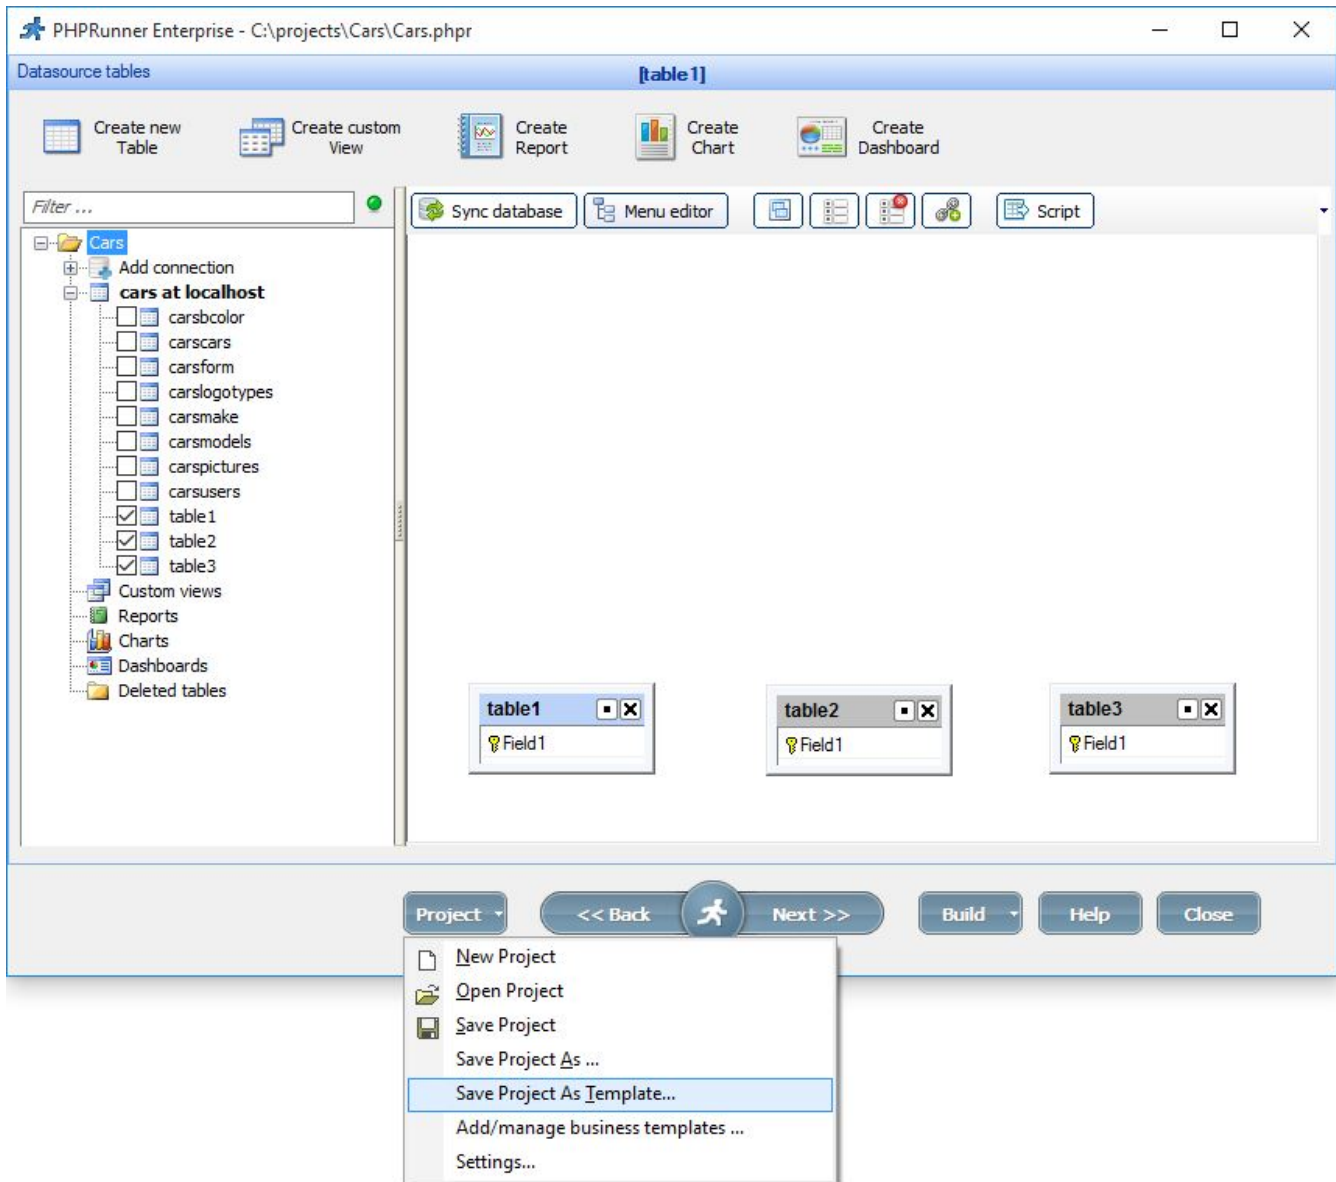 PHPRunner Enterprise - C:\projects\Cars\Cars.phpr
Datasource tables
[table1]
Create new
Table
Create custom
View
Create
Report
Create
Chart
Create
Dashboard
Filter ...
Sync database
Menu editor
Script
Cars
Add connection
cars at localhost
carsbcolor
carscars
carsform
carslogotypes
carsmake
carsmodels
carspictures
carsusers
table1
table2
table3
Custom views
Reports
Charts
Dashboards
Deleted tables
table1
Field1
table2
Field1
table3
Field1
Project
<< Back
Next >>
Build
Help
Close
New Project
Open Project
Save Project
Save Project As ...
Save Project As Template...
Add/manage business templates ...
Settings...